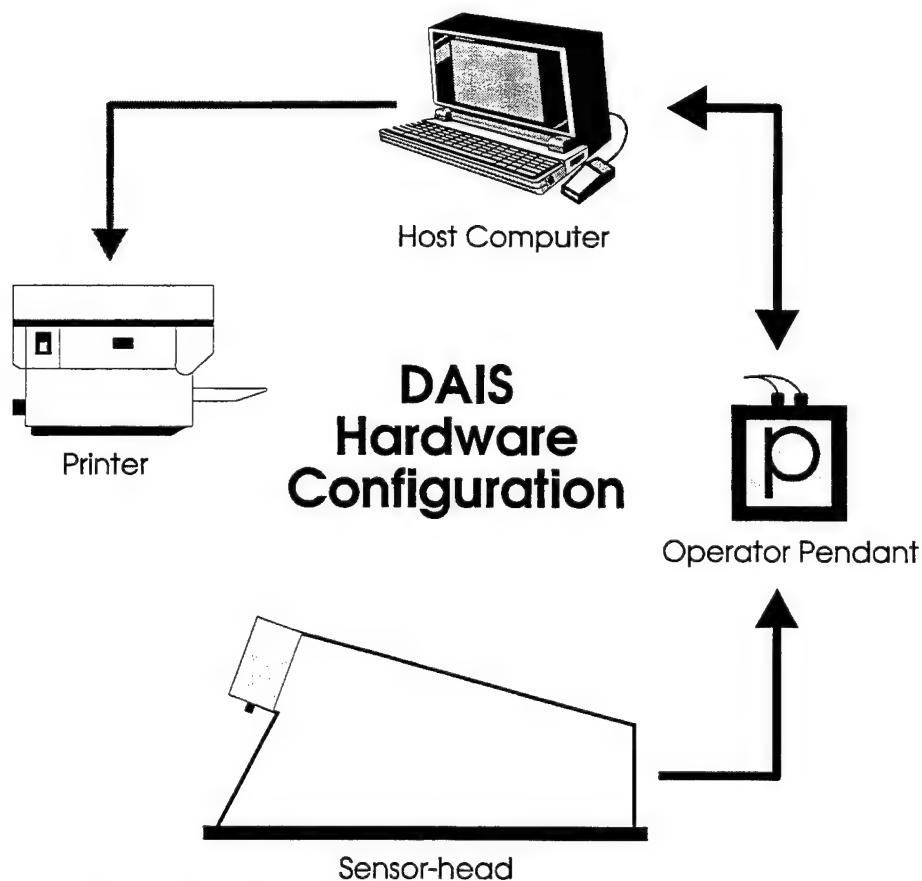 Host Computer
Printer
DAIS
Hardware
Configuration
p
Operator Pendant
Sensor-head